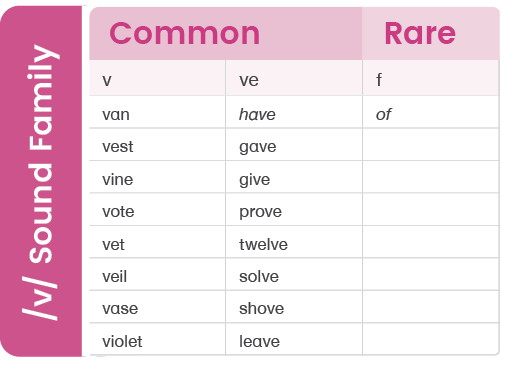 /v/ Sound Family
Common Rare
v ve f
van have of
vest gave
vine give
vote prove
vet twelve
veil solve
vase shove
violet leave